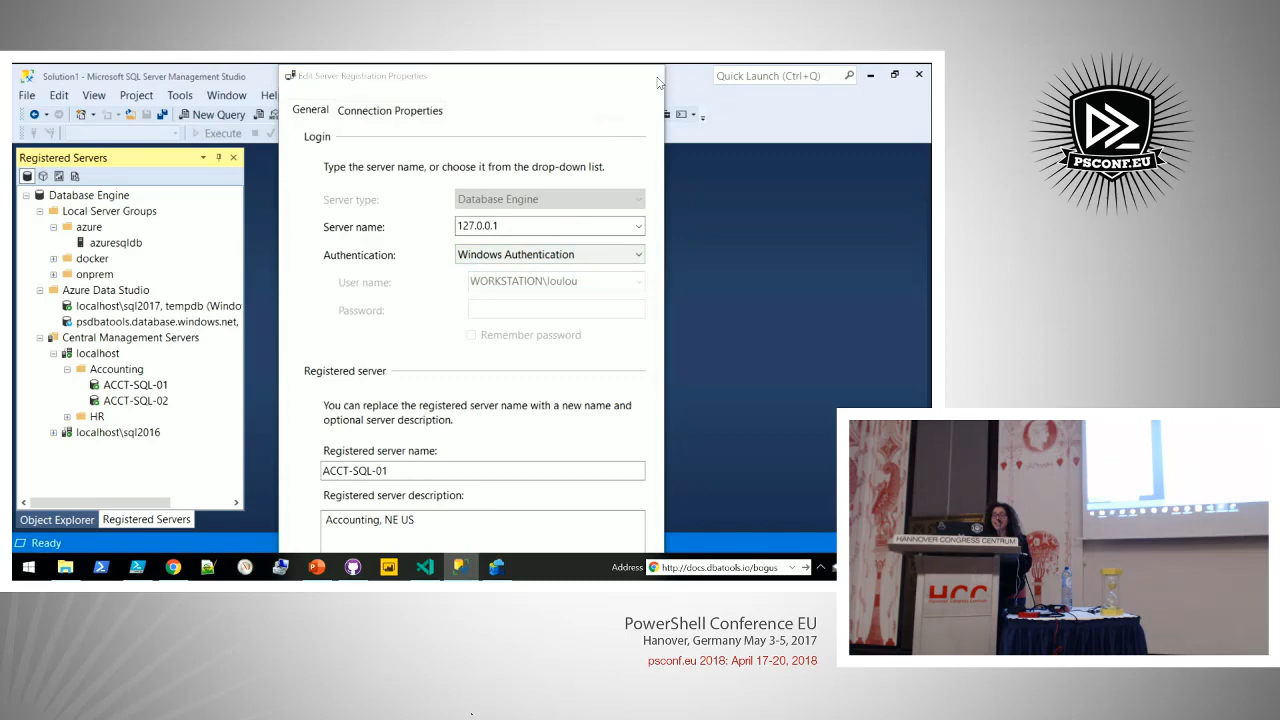 Solution1 - Microsoft SQL Server Management Studio
Quick Launch (Ctrl+Q)
File Edit View Project Tools Window Hel
New Query
Execute
Registered Servers
Database Engine
Local Server Groups
azure
azuresqldb
docker
onprem
Azure Data Studio
localhost\sql2017, tempdb (Windo
psdbatools.database.windows.net,
Central Management Servers
localhost
Accounting
ACCT-SQL-01
ACCT-SQL-02
HR
localhost\sql2016
Object Explorer Registered Servers
Ready
Edit Server Registration Properties
General Connection Properties
Login
Type the server name, or choose it from the drop-down list.
Server type: Database Engine
Server name: 127.0.0.1
Authentication: Windows Authentication
User name: WORKSTATION\loulou
Password:
Remember password
Registered server
You can replace the registered server name with a new name and
optional server description.
Registered server name:
ACCT-SQL-01
Registered server description:
Accounting, NE US
Address http://docs.dbatools.io/bogus
PSCONF.EU
HANNOVER CONGRESS CENTRUM
HCC
PowerShell Conference EU
Hanover, Germany May 3-5, 2017
psconf.eu 2018: April 17-20, 2018